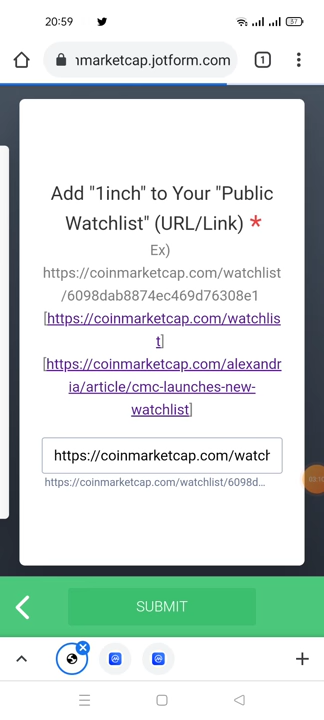 20:59
37
nmarketcap.jotform.com
1
Add "1inch" to Your "Public
Watchlist" (URL/Link) *
Ex)
https://coinmarketcap.com/watchlist
/6098dab8874ec469d76308e1
[https://coinmarketcap.com/watchlis
t]
[https://coinmarketcap.com/alexandr
ia/article/cmc-launches-new-
watchlist]
https://coinmarketcap.com/watch
https://coinmarketcap.com/watchlist/6098d...
SUBMIT